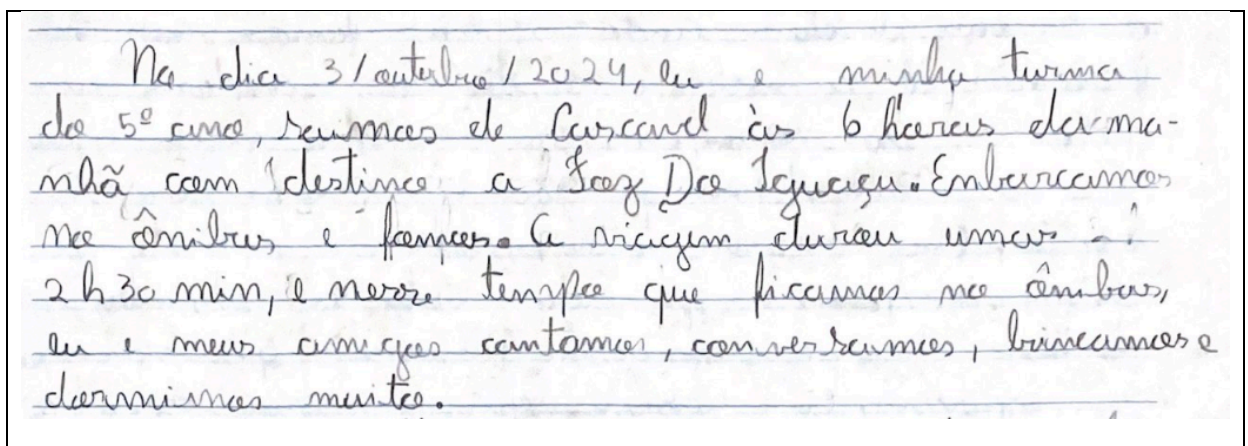 No dia 3/outubro/2024, eu e minha turma
do 5º ano, saimos de Cascavel às 6 horas da ma-
nhã com destino a Foz Do Iguaçu. Embarcamos
no ônibus e fomos. A viagem durou umas
2 h 30 min, e nesse tempo que ficamos no ônibus,
eu e meus amigos cantamos, conversamos, brincamos e
dormimos muito.